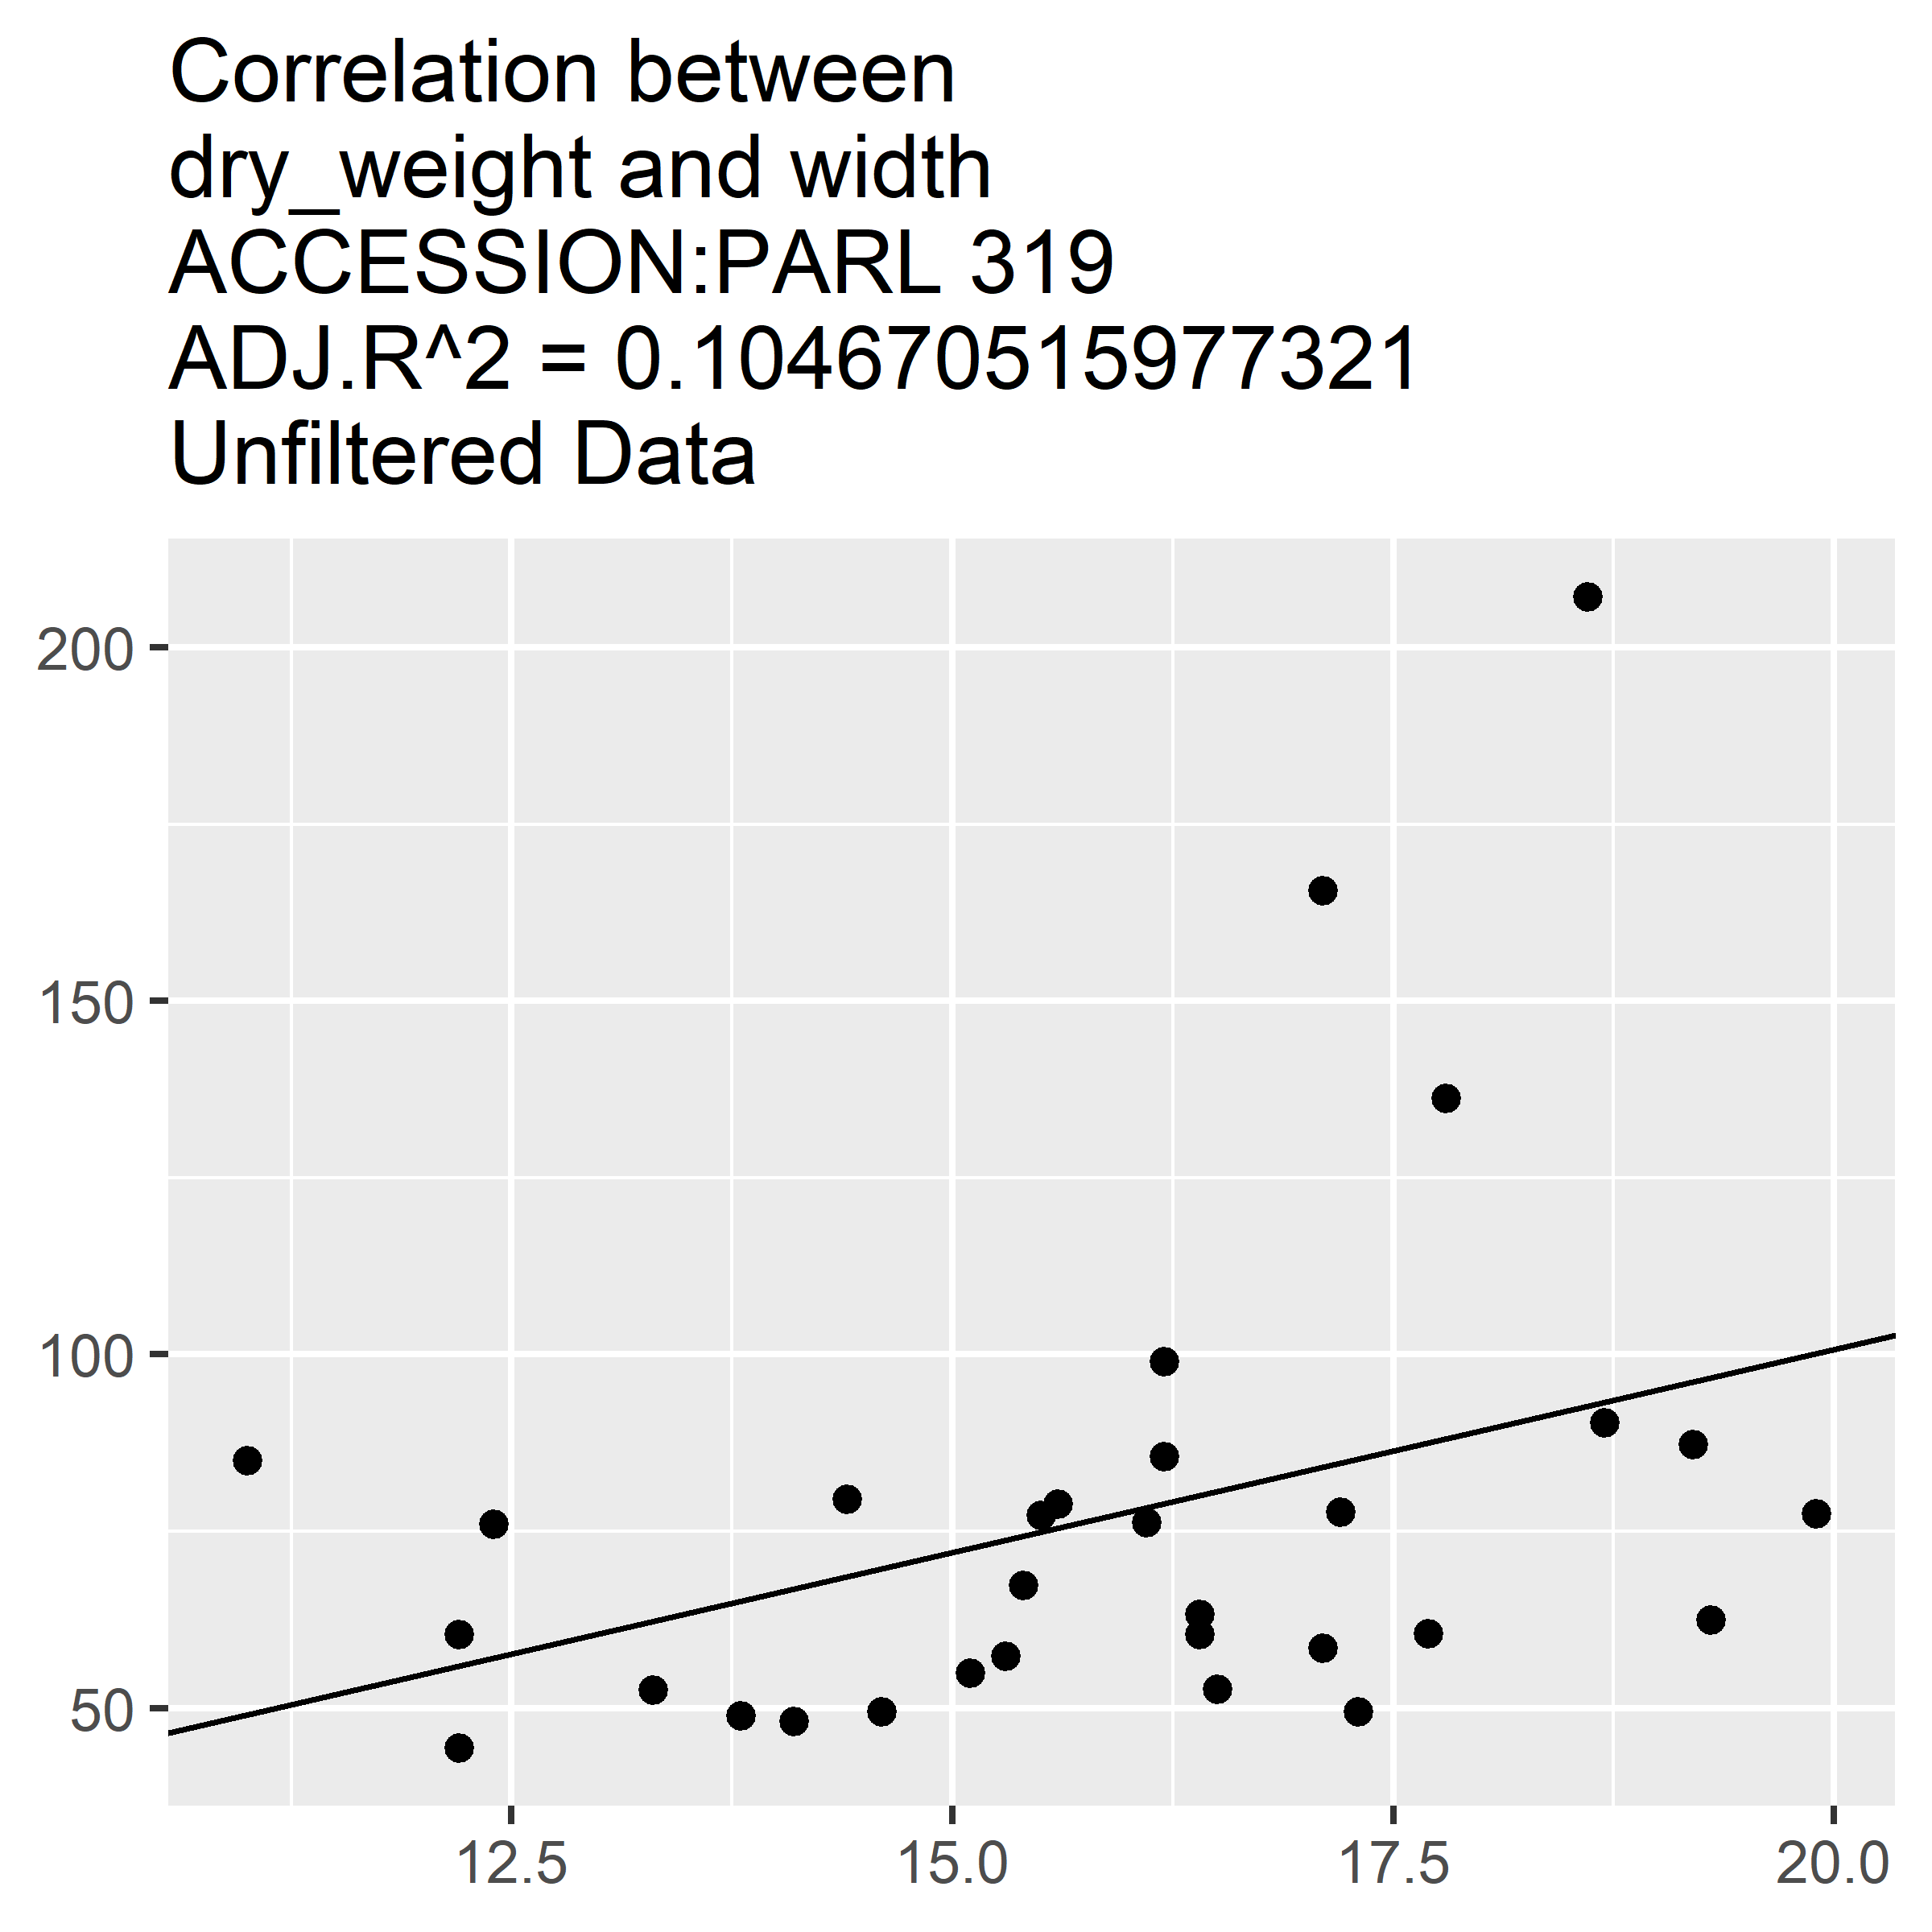 Correlation between
dry_weight and width
ACCESSION:PARL 319
ADJ.R^2 = 0.104670515977321
Unfiltered Data
200
150
100
50
12.5 15.0 17.5 20.0